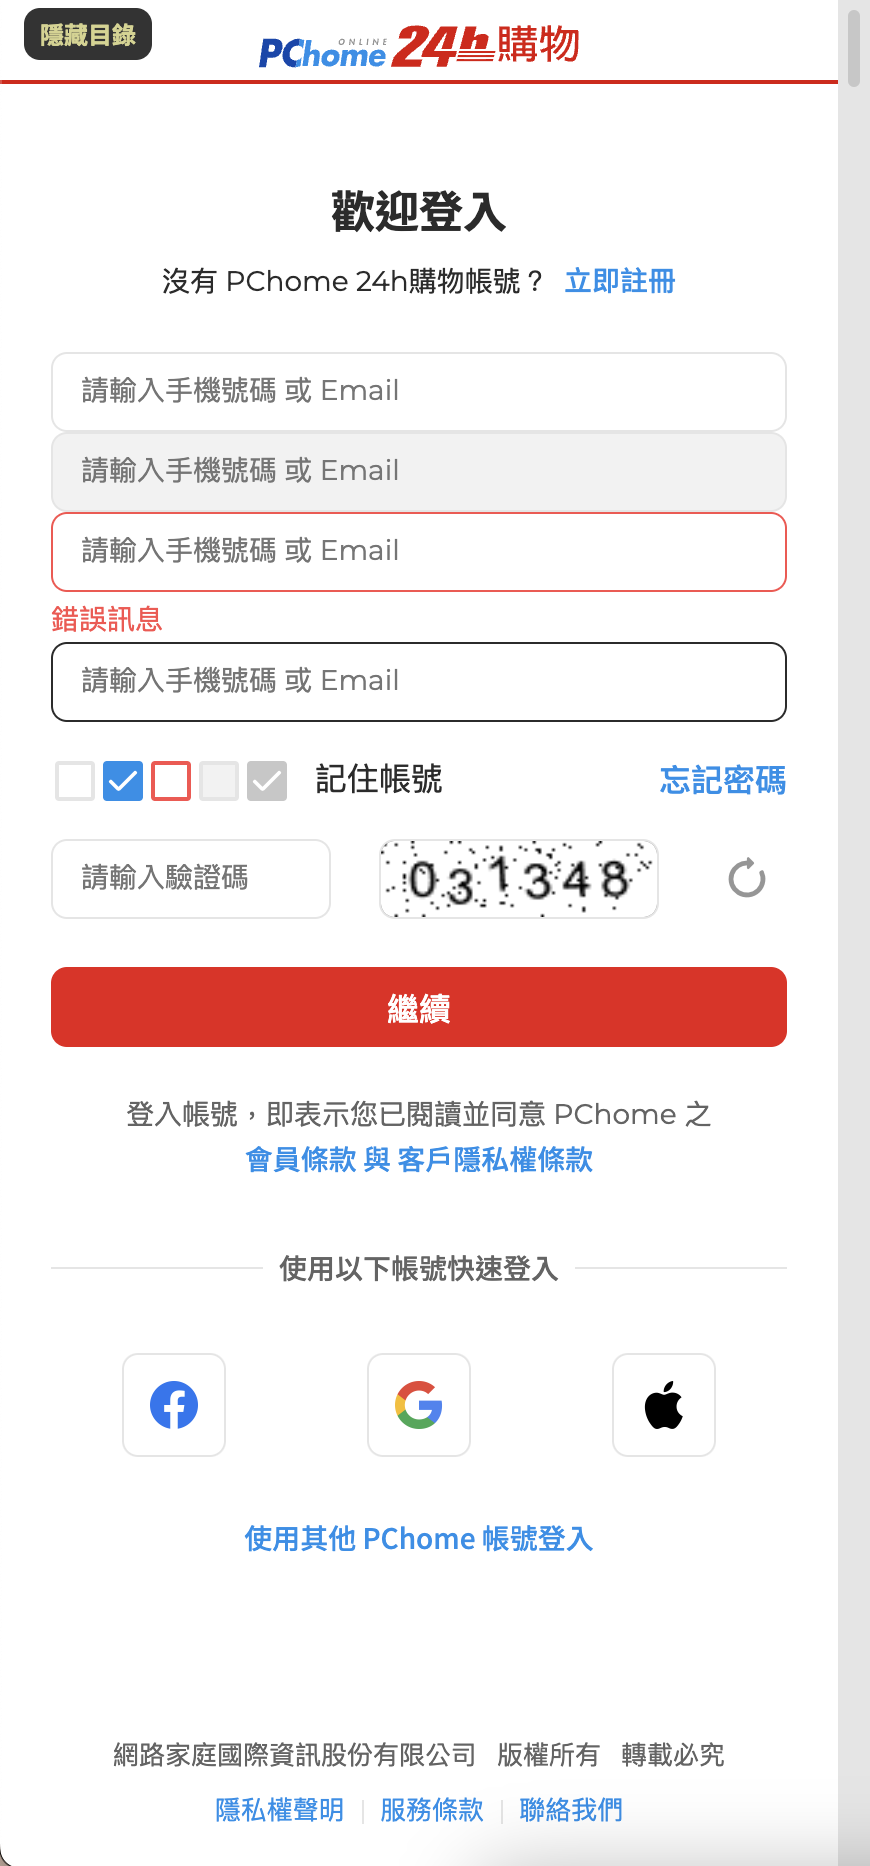 隱藏目錄
PChome ONLINE 24h 購物
歡迎登入
沒有 PChome 24h購物帳號？ 立即註冊
請輸入手機號碼 或 Email
請輸入手機號碼 或 Email
請輸入手機號碼 或 Email
錯誤訊息
請輸入手機號碼 或 Email
記住帳號 忘記密碼
請輸入驗證碼 031348
繼續
登入帳號，即表示您已閱讀並同意 PChome 之
會員條款 與 客戶隱私權條款
使用以下帳號快速登入
使用其他 PChome 帳號登入
網路家庭國際資訊股份有限公司 版權所有 轉載必究
隱私權聲明 | 服務條款 | 聯絡我們